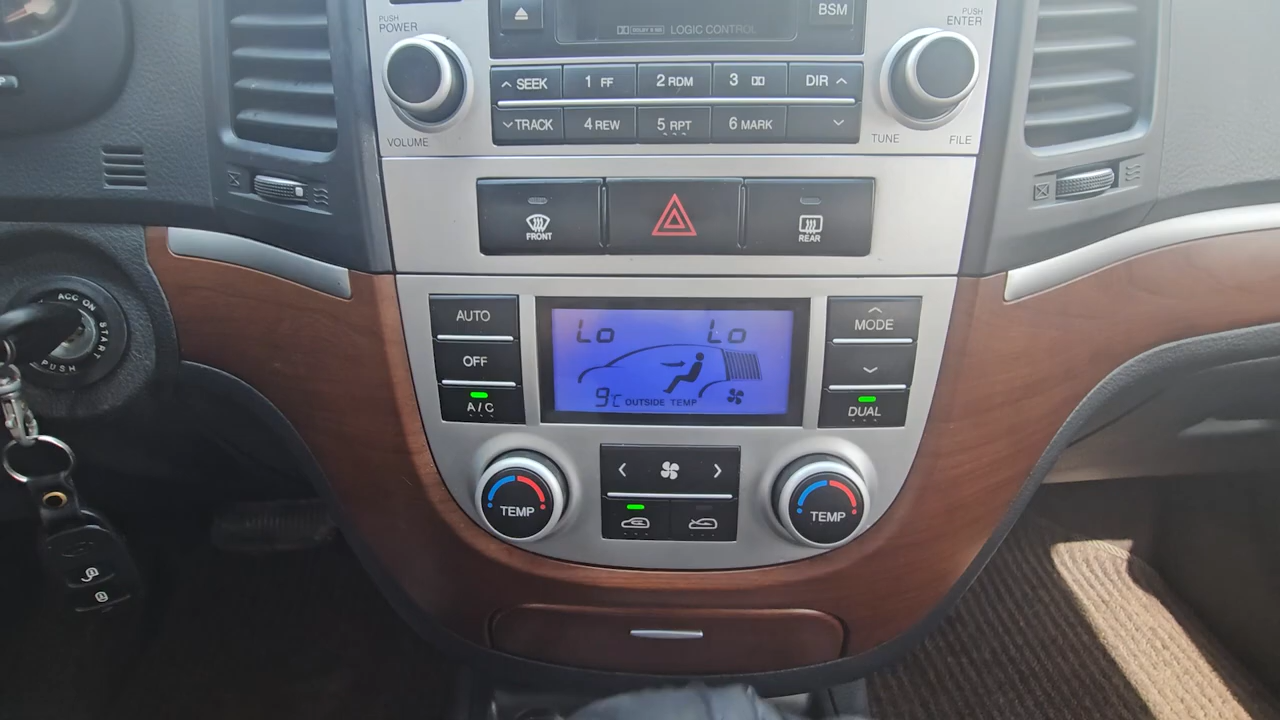 PUSH
POWER
BSM
PUSH
ENTER
LOGIC CONTROL
SEEK
1 FF
2 RDM
3
DIR
TRACK
4 REW
5 RPT
6 MARK
VOLUME
TUNE
FILE
FRONT
REAR
ACC ON START
PUSH
AUTO
OFF
A/C
Lo
Lo
9°C OUTSIDE TEMP
MODE
DUAL
TEMP
TEMP